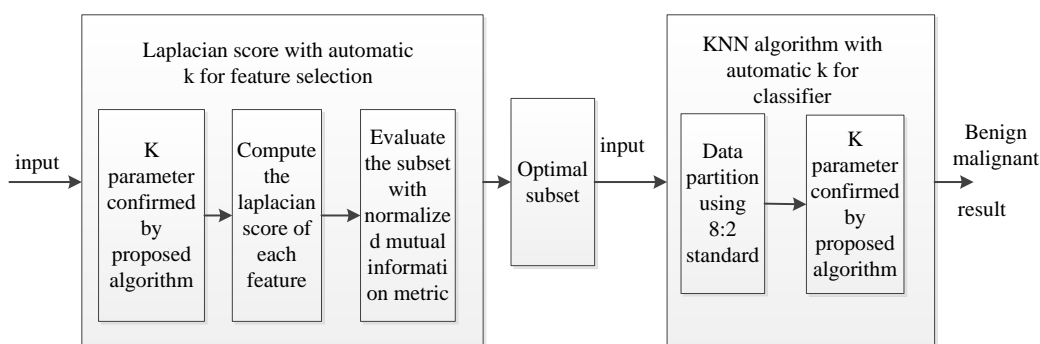 input
Laplacian score with automatic
k for feature selection
K
parameter
confirmed
by
proposed
algorithm
Compute
the
laplacian
score of
each
feature
Evaluate
the subset
with
normalize
d mutual
informati
on metric
Optimal
subset
input
KNN algorithm with
automatic k for
classifier
Data
partition
using
8:2
standard
K
parameter
confirmed
by
proposed
algorithm
Benign
malignant
result